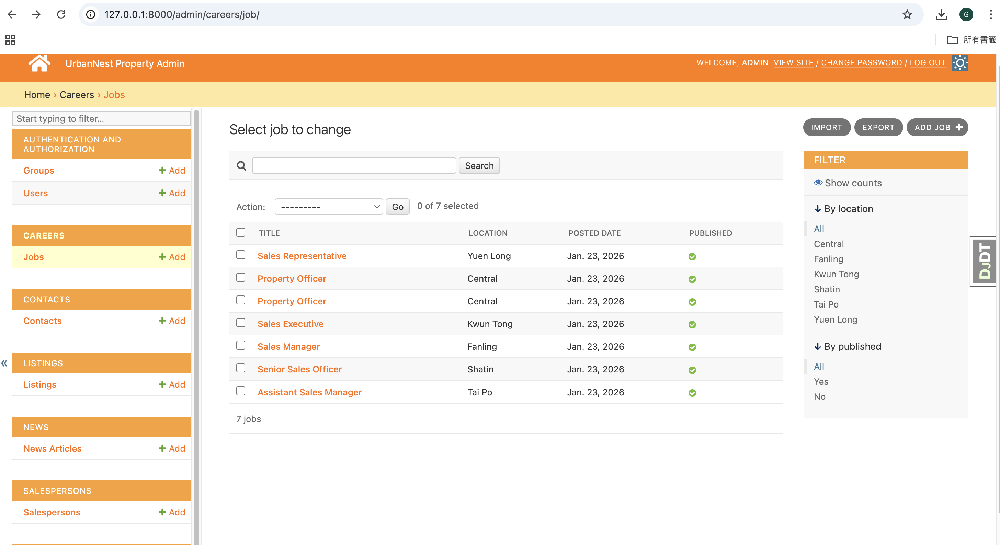 127.0.0.1:8000/admin/careers/job/
G
所有書籤
UrbanNest Property Admin
WELCOME, ADMIN. VIEW SITE / CHANGE PASSWORD / LOG OUT
Home › Careers › Jobs
Start typing to filter...
AUTHENTICATION AND
AUTHORIZATION
Groups + Add
Users + Add
CAREERS
Jobs + Add
CONTACTS
Contacts + Add
LISTINGS
Listings + Add
NEWS
News Articles + Add
SALESPERSONS
Salespersons + Add
«
Select job to change
IMPORT
EXPORT
ADD JOB +
Search
Action: --------- Go 0 of 7 selected
TITLE LOCATION POSTED DATE PUBLISHED
Sales Representative Yuen Long Jan. 23, 2026
Property Officer Central Jan. 23, 2026
Property Officer Central Jan. 23, 2026
Sales Executive Kwun Tong Jan. 23, 2026
Sales Manager Fanling Jan. 23, 2026
Senior Sales Officer Shatin Jan. 23, 2026
Assistant Sales Manager Tai Po Jan. 23, 2026
7 jobs
FILTER
Show counts
↓ By location
All
Central
Fanling
Kwun Tong
Shatin
Tai Po
Yuen Long
↓ By published
All
Yes
No
DJDT